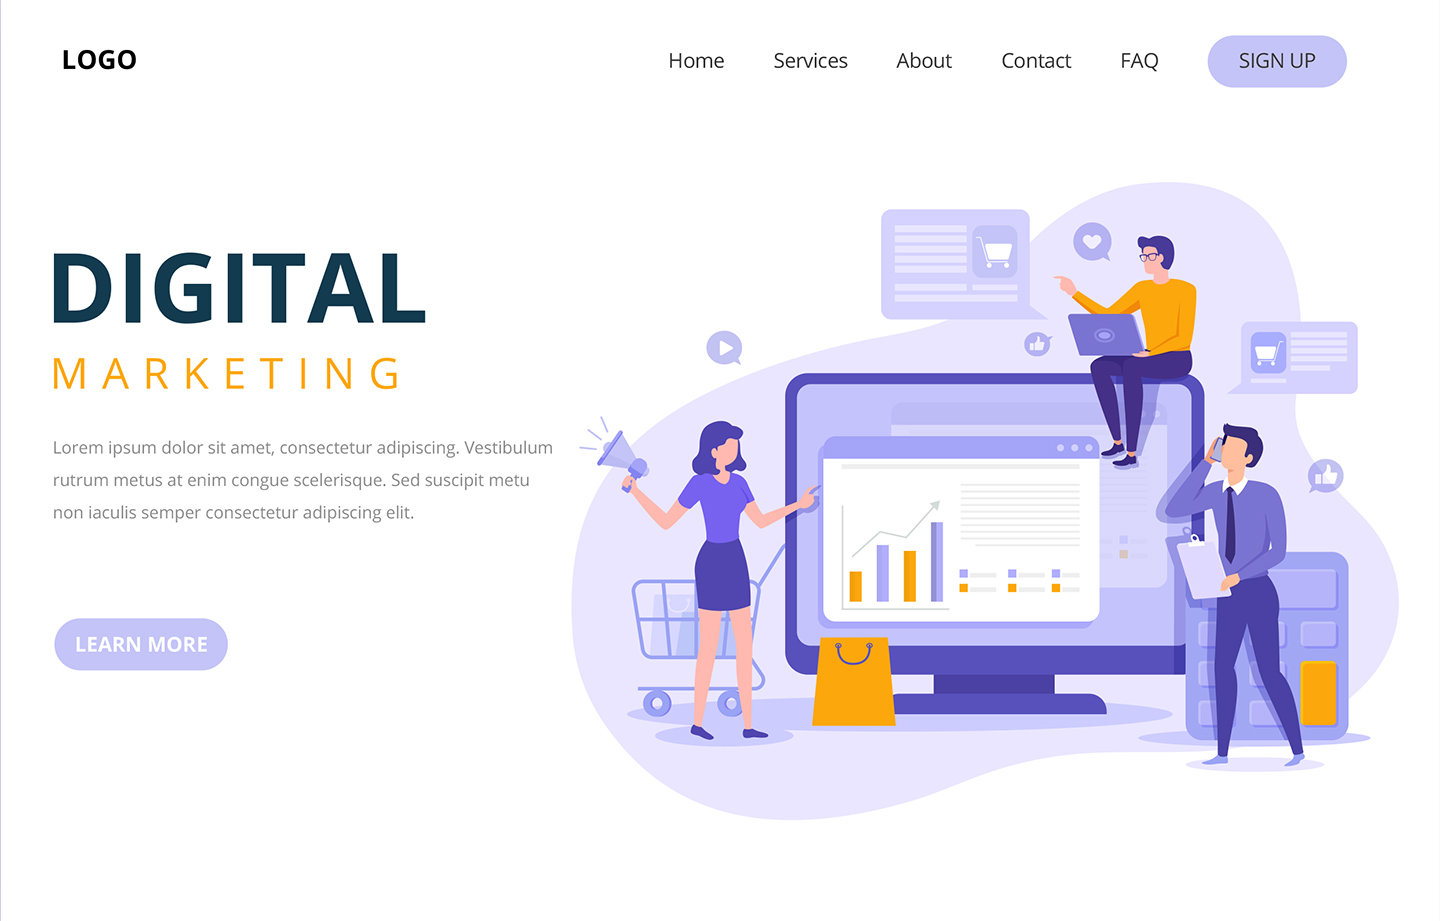 LOGO
Home
Services
About
Contact
FAQ
SIGN UP
DIGITAL
MARKETING
Lorem ipsum dolor sit amet, consectetur adipiscing. Vestibulum
rutrum metus at enim congue scelerisque. Sed suscipit metu
non iaculis semper consectetur adipiscing elit.
LEARN MORE